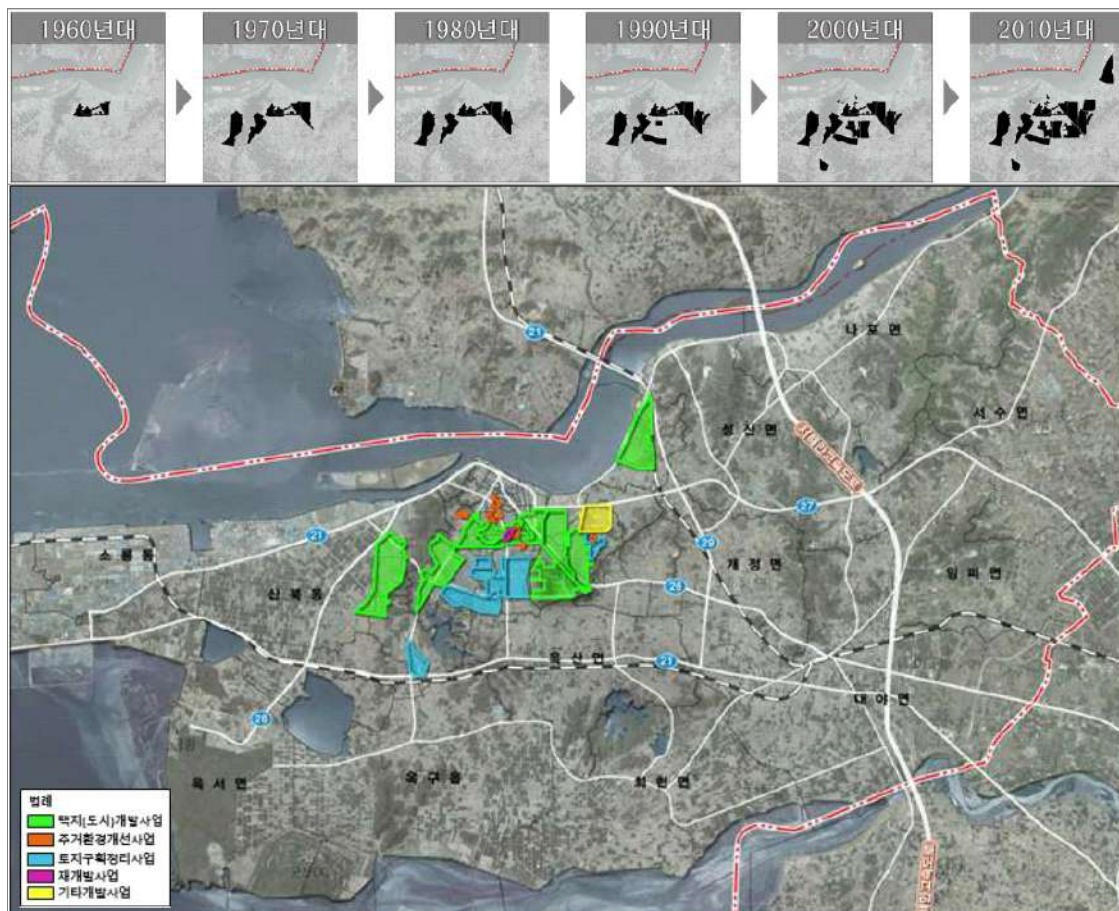 1960년대
1970년대
1980년대
1990년대
2000년대
2010년대
21
나포면
서수면
성산면
27
21
소룡동
29
개정면
임피면
산북동
26
옥산면
21
대야면
26
옥서면
옥구읍
회현면
범례
택지(도시)개발사업
주거환경개선사업
토지구획정리사업
재개발사업
기타개발사업